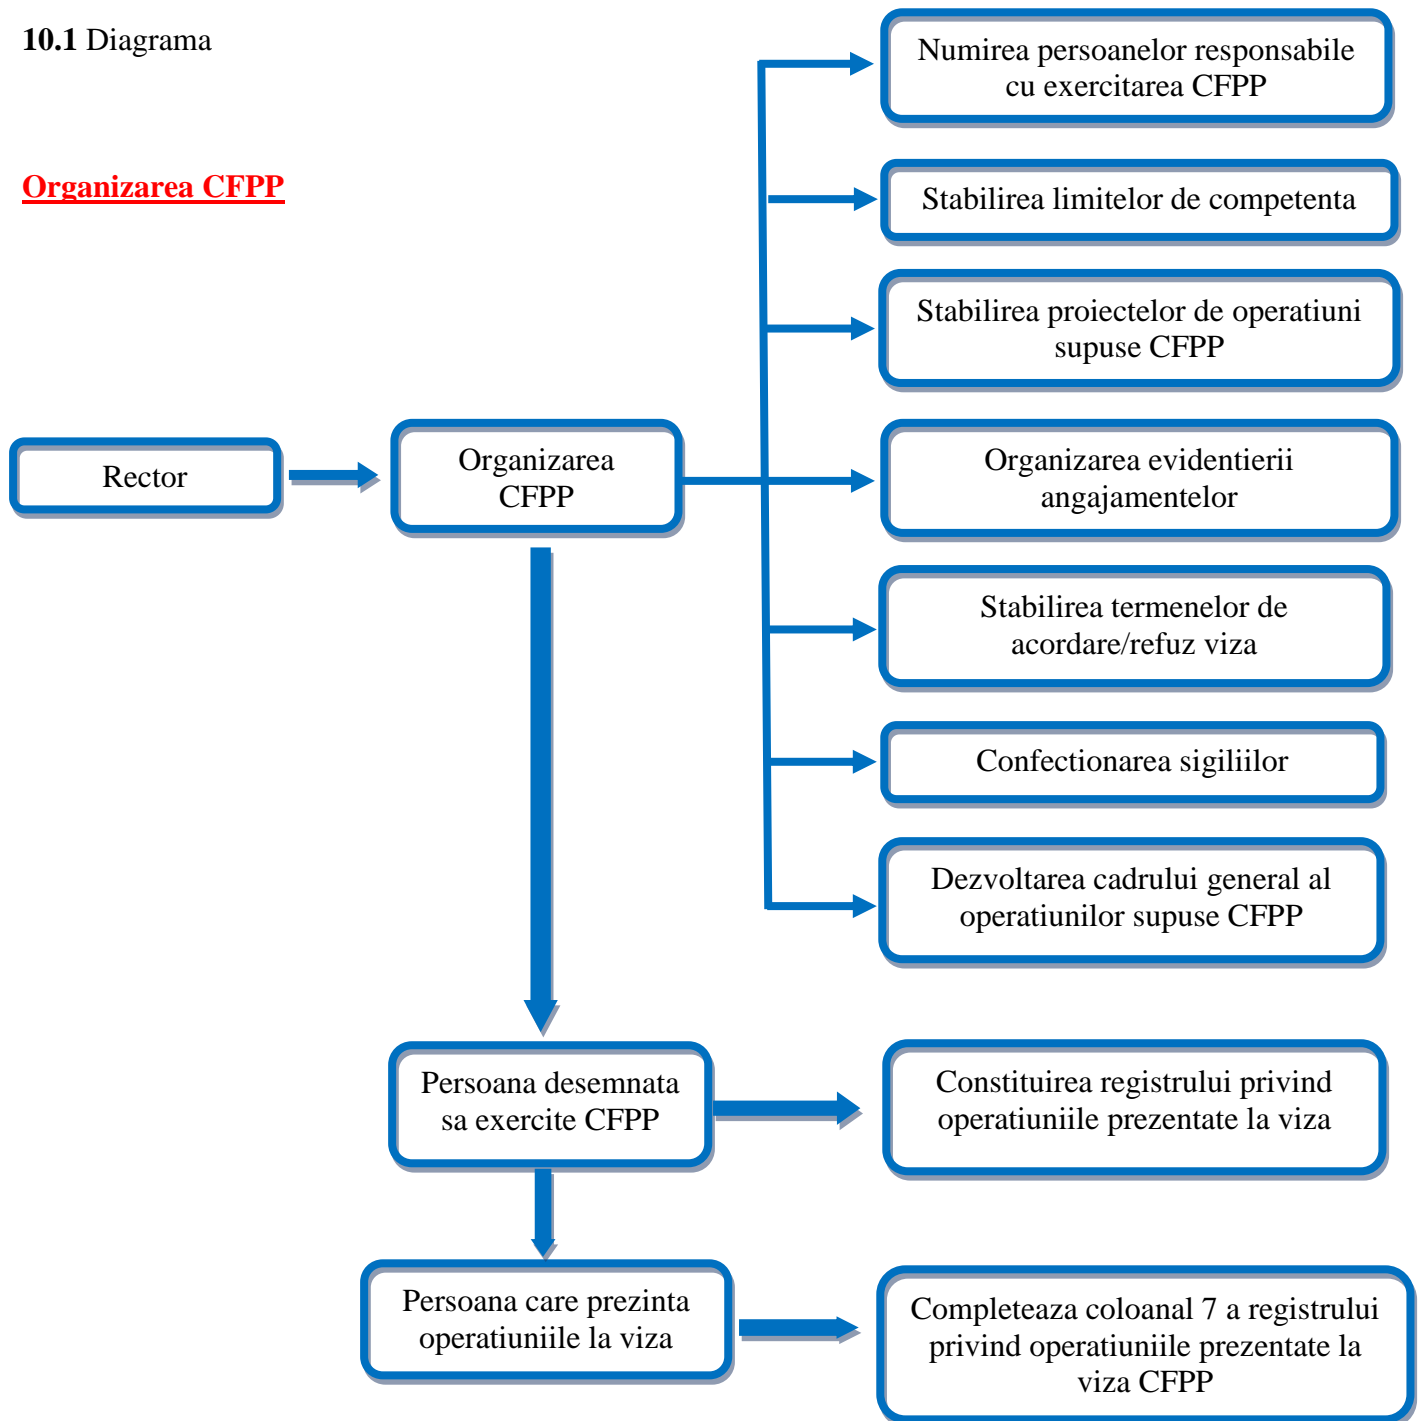 10.1 Diagrama
Organizarea CFPP
Numirea persoanelor responsabile
cu exercitarea CFPP
Stabilirea limitelor de competenta
Stabilirea proiectelor de operatiuni
supuse CFPP
Rector
Organizarea
CFPP
Organizarea evidentierii
angajamentelor
Stabilirea termenelor de
acordare/refuz viza
Confectionarea sigiliilor
Dezvoltarea cadrului general al
operatiunilor supuse CFPP
Persoana desemnata
sa exercite CFPP
Constituirea registrului privind
operatiuniile prezentate la viza
Persoana care prezinta
operatiuniile la viza
Completeaza coloanal 7 a registrului
privind operatiuniile prezentate la
viza CFPP